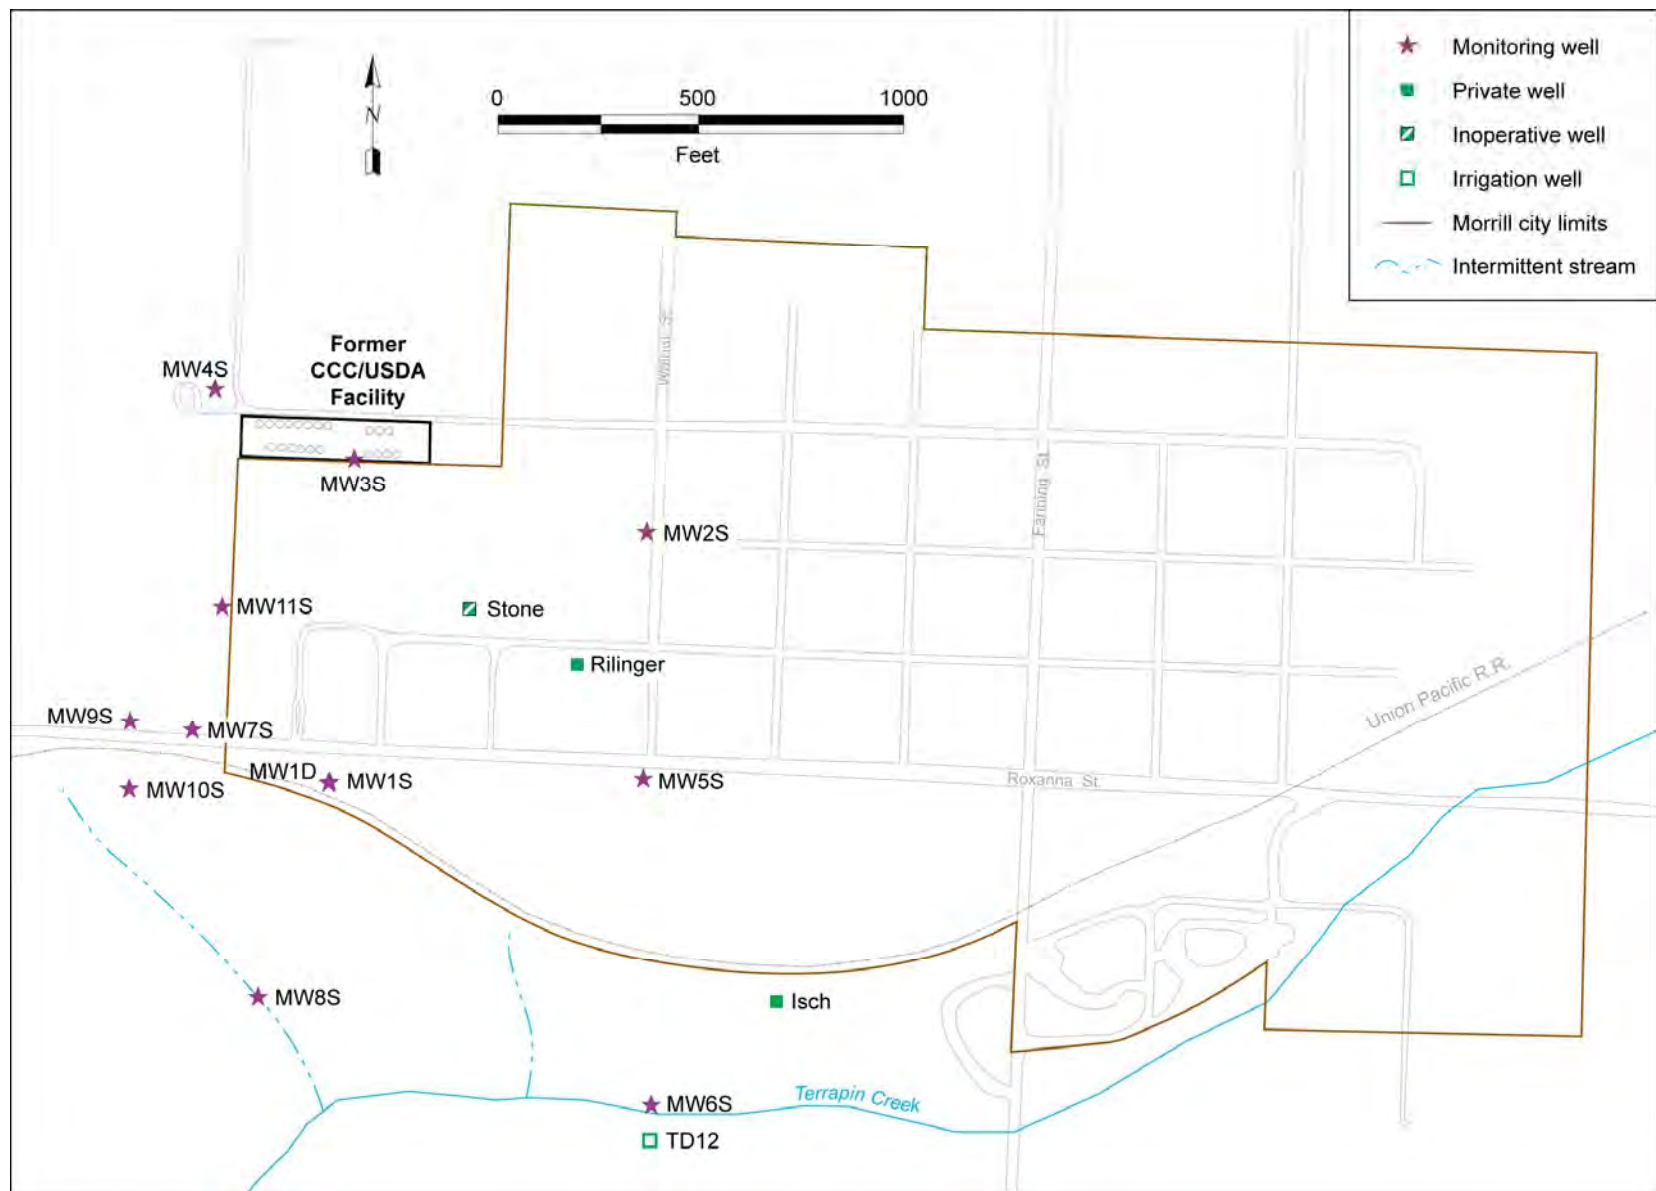 Monitoring well
Private well
Inoperative well
Irrigation well
Morrill city limits
Intermittent stream
0 500 1000
Feet
N
Former
CCC/USDA
Facility
MW4S
MW3S
Walnut St.
Fanning St.
MW2S
MW11S
Stone
Rilinger
Union Pacific R.R.
MW9S
MW7S
MW1D
MW1S
MW5S
Roxanna St.
MW10S
MW8S
Isch
Terrapin Creek
MW6S
TD12